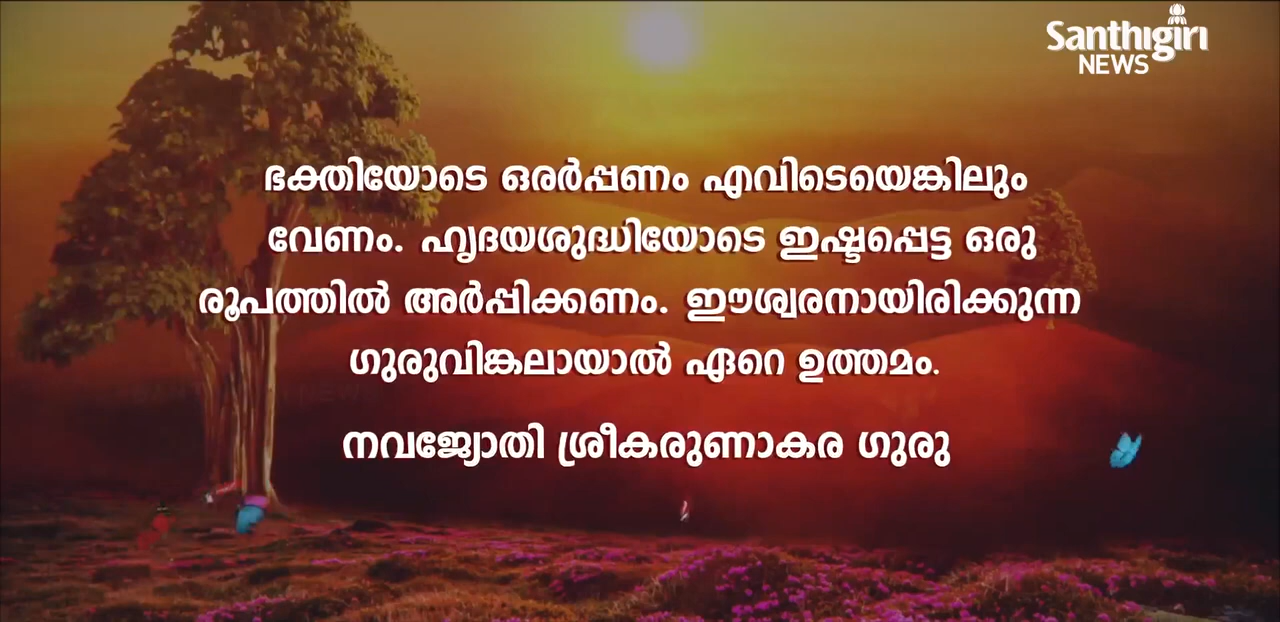 Santhigiri
NEWS
ഭക്തിയോടെ ഒരർപ്പണം എവിടെയെങ്കിലും
വേണം. ഹൃദയശുദ്ധിയോടെ ഇഷ്ടപ്പെട്ട ഒരു
രൂപത്തിൽ അർപ്പിക്കണം. ഈശ്വരനായിരിക്കുന്ന
ഗുരുവിങ്കലായാൽ ഏറെ ഉത്തമം.
നവജ്യോതി ശ്രീകരുണാകര ഗുരു